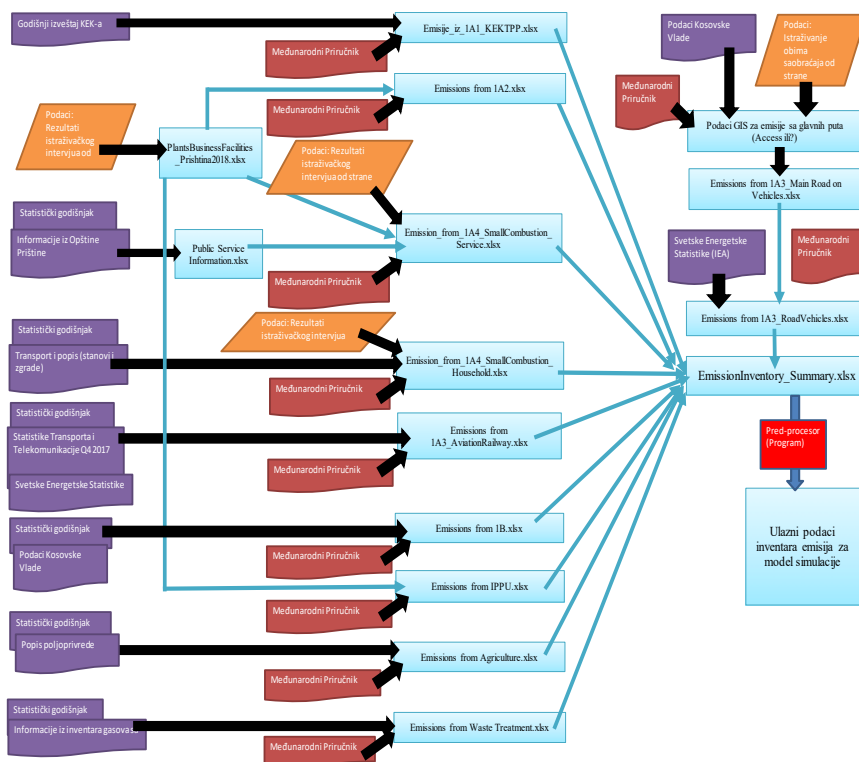 Godišnji izveštaj KEK-a
Međunarodni Priručnik
Emisije_iz_1A1_KEKTPP.xlsx
Podaci:
Rezultati
istraživačkog
intervjua od
PlantsBusinessFacilities
_Prishtina2018.xlsx
Međunarodni Priručnik
Emissions from 1A2.xlsx
Podaci: Rezultati
istraživačkog
intervjua od strane
Statistički godišnjak
Informacije iz Opštine
Prištine
Public Service
Information.xlsx
Međunarodni Priručnik
Emission_from_1A4_SmallCombustion_
Service.xlsx
Podaci: Rezultati
istraživačkog intervjua
Statistički godišnjak
Transport i popis (stanovi i
zgrade)
Međunarodni Priručnik
Emission_from_1A4_SmallCombustion_
Household.xlsx
Statistički godišnjak
Statistike Transporta i
Telekomunikacije Q4 2017
Svetske Energetske Statistike
Međunarodni Priručnik
Emissions from
1A3_AviationRailway.xlsx
Statistički godišnjak
Podaci Kosovske
Vlade
Međunarodni Priručnik
Emissions from 1B.xlsx
Međunarodni Priručnik
Emissions from IPPU.xlsx
Statistički godišnjak
Popis poljoprivrede
Međunarodni Priručnik
Emissions from Agriculture.xlsx
Statistički godišnjak
Informacije iz inventara gasova sa
Međunarodni Priručnik
Emissions from Waste Treatment.xlsx
Podaci Kosovske
Vlade
Podaci:
Istraživanje
obima
saobraćaja od
strane
Međunarodni
Priručnik
Podaci GIS za emisije sa glavnih puta
(Access ili?)
Emissions from 1A3_Main Road on
Vehicles.xlsx
Svetske Energetske
Statistike (IEA)
Međunarodni
Priručnik
Emissions from 1A3_RoadVehicles.xlsx
EmissionInventory_Summary.xlsx
Pred-procesor
(Program)
Ulazni podaci
inventara emisija za
model simulacije